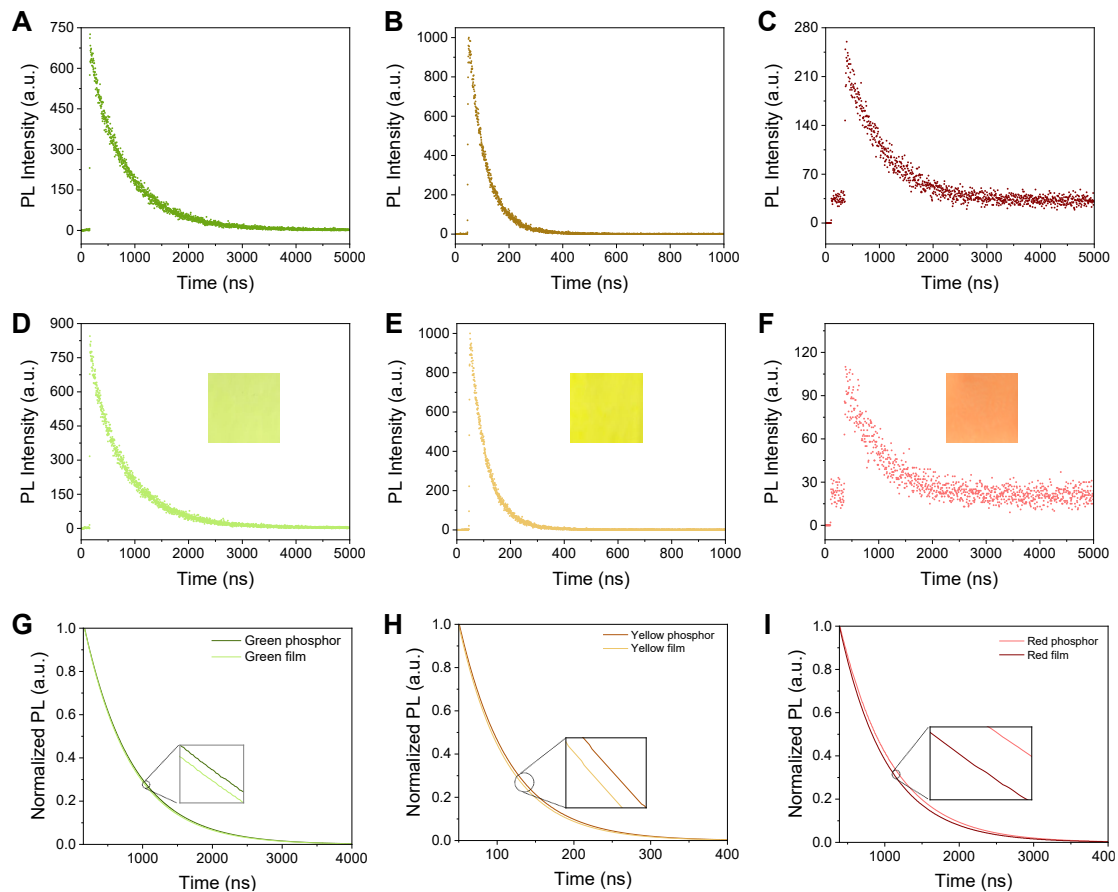 A
PL Intensity (a.u.)
750
600
450
300
150
0
0 1000 2000 3000 4000 5000
Time (ns)
B
PL Intensity (a.u.)
1000
800
600
400
200
0
0 200 400 600 800 1000
Time (ns)
C
PL Intensity (a.u.)
280
210
140
70
0
0 1000 2000 3000 4000 5000
Time (ns)
D
PL Intensity (a.u.)
900
750
600
450
300
150
0
0 1000 2000 3000 4000 5000
Time (ns)
E
PL Intensity (a.u.)
1000
800
600
400
200
0
0 200 400 600 800 1000
Time (ns)
F
PL Intensity (a.u.)
120
90
60
30
0
0 1000 2000 3000 4000 5000
Time (ns)
G
Normalized PL (a.u.)
1.0
0.8
0.6
0.4
0.2
0.0
Green phosphor
Green film
1000 2000 3000 4000
Time (ns)
H
Normalized PL (a.u.)
1.0
0.8
0.6
0.4
0.2
0.0
Yellow phosphor
Yellow film
100 200 300 400
Time (ns)
I
Normalized PL (a.u.)
1.0
0.8
0.6
0.4
0.2
0.0
Red phosphor
Red film
1000 2000 3000 400
Time (ns)